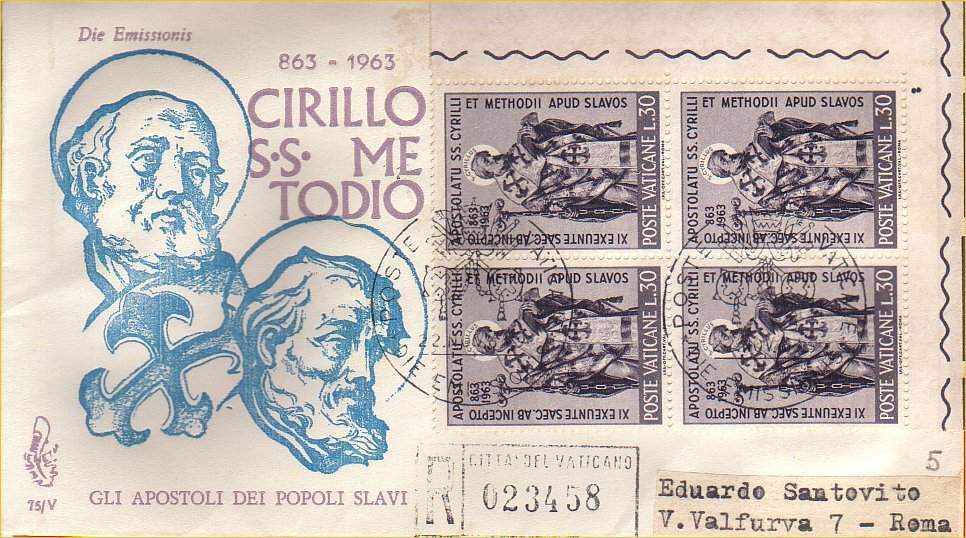 Die Emissionis
863 - 1963
CIRILLO
S·S· ME
TODIO
GLI APOSTOLI DEI POPOLI SLAVI
75/V
APOSTOLATU SS. CYRILLI ET METHODII APUD SLAVOS
XI EXEUNTE SAEC. AB INCEPTO
863
1963
CYRILLUS
POSTE VATICANE L.30
APOSTOLATU SS. CYRILLI ET METHODII APUD SLAVOS
XI EXEUNTE SAEC. AB INCEPTO
863
1963
CYRILLUS
POSTE VATICANE L.30
APOSTOLATU SS. CYRILLI ET METHODII APUD SLAVOS
XI EXEUNTE SAEC. AB INCEPTO
863
1963
POSTE VATICANE L.30
APOSTOLATU SS. CYRILLI ET METHODII APUD SLAVOS
XI EXEUNTE SAEC. AB INCEPTO
863
1963
POSTE VATICANE L.30
POSTE
POSTE
R
CITTA' DEL VATICANO
023458
5
Eduardo Santovito
V.Valfurva 7 - Roma